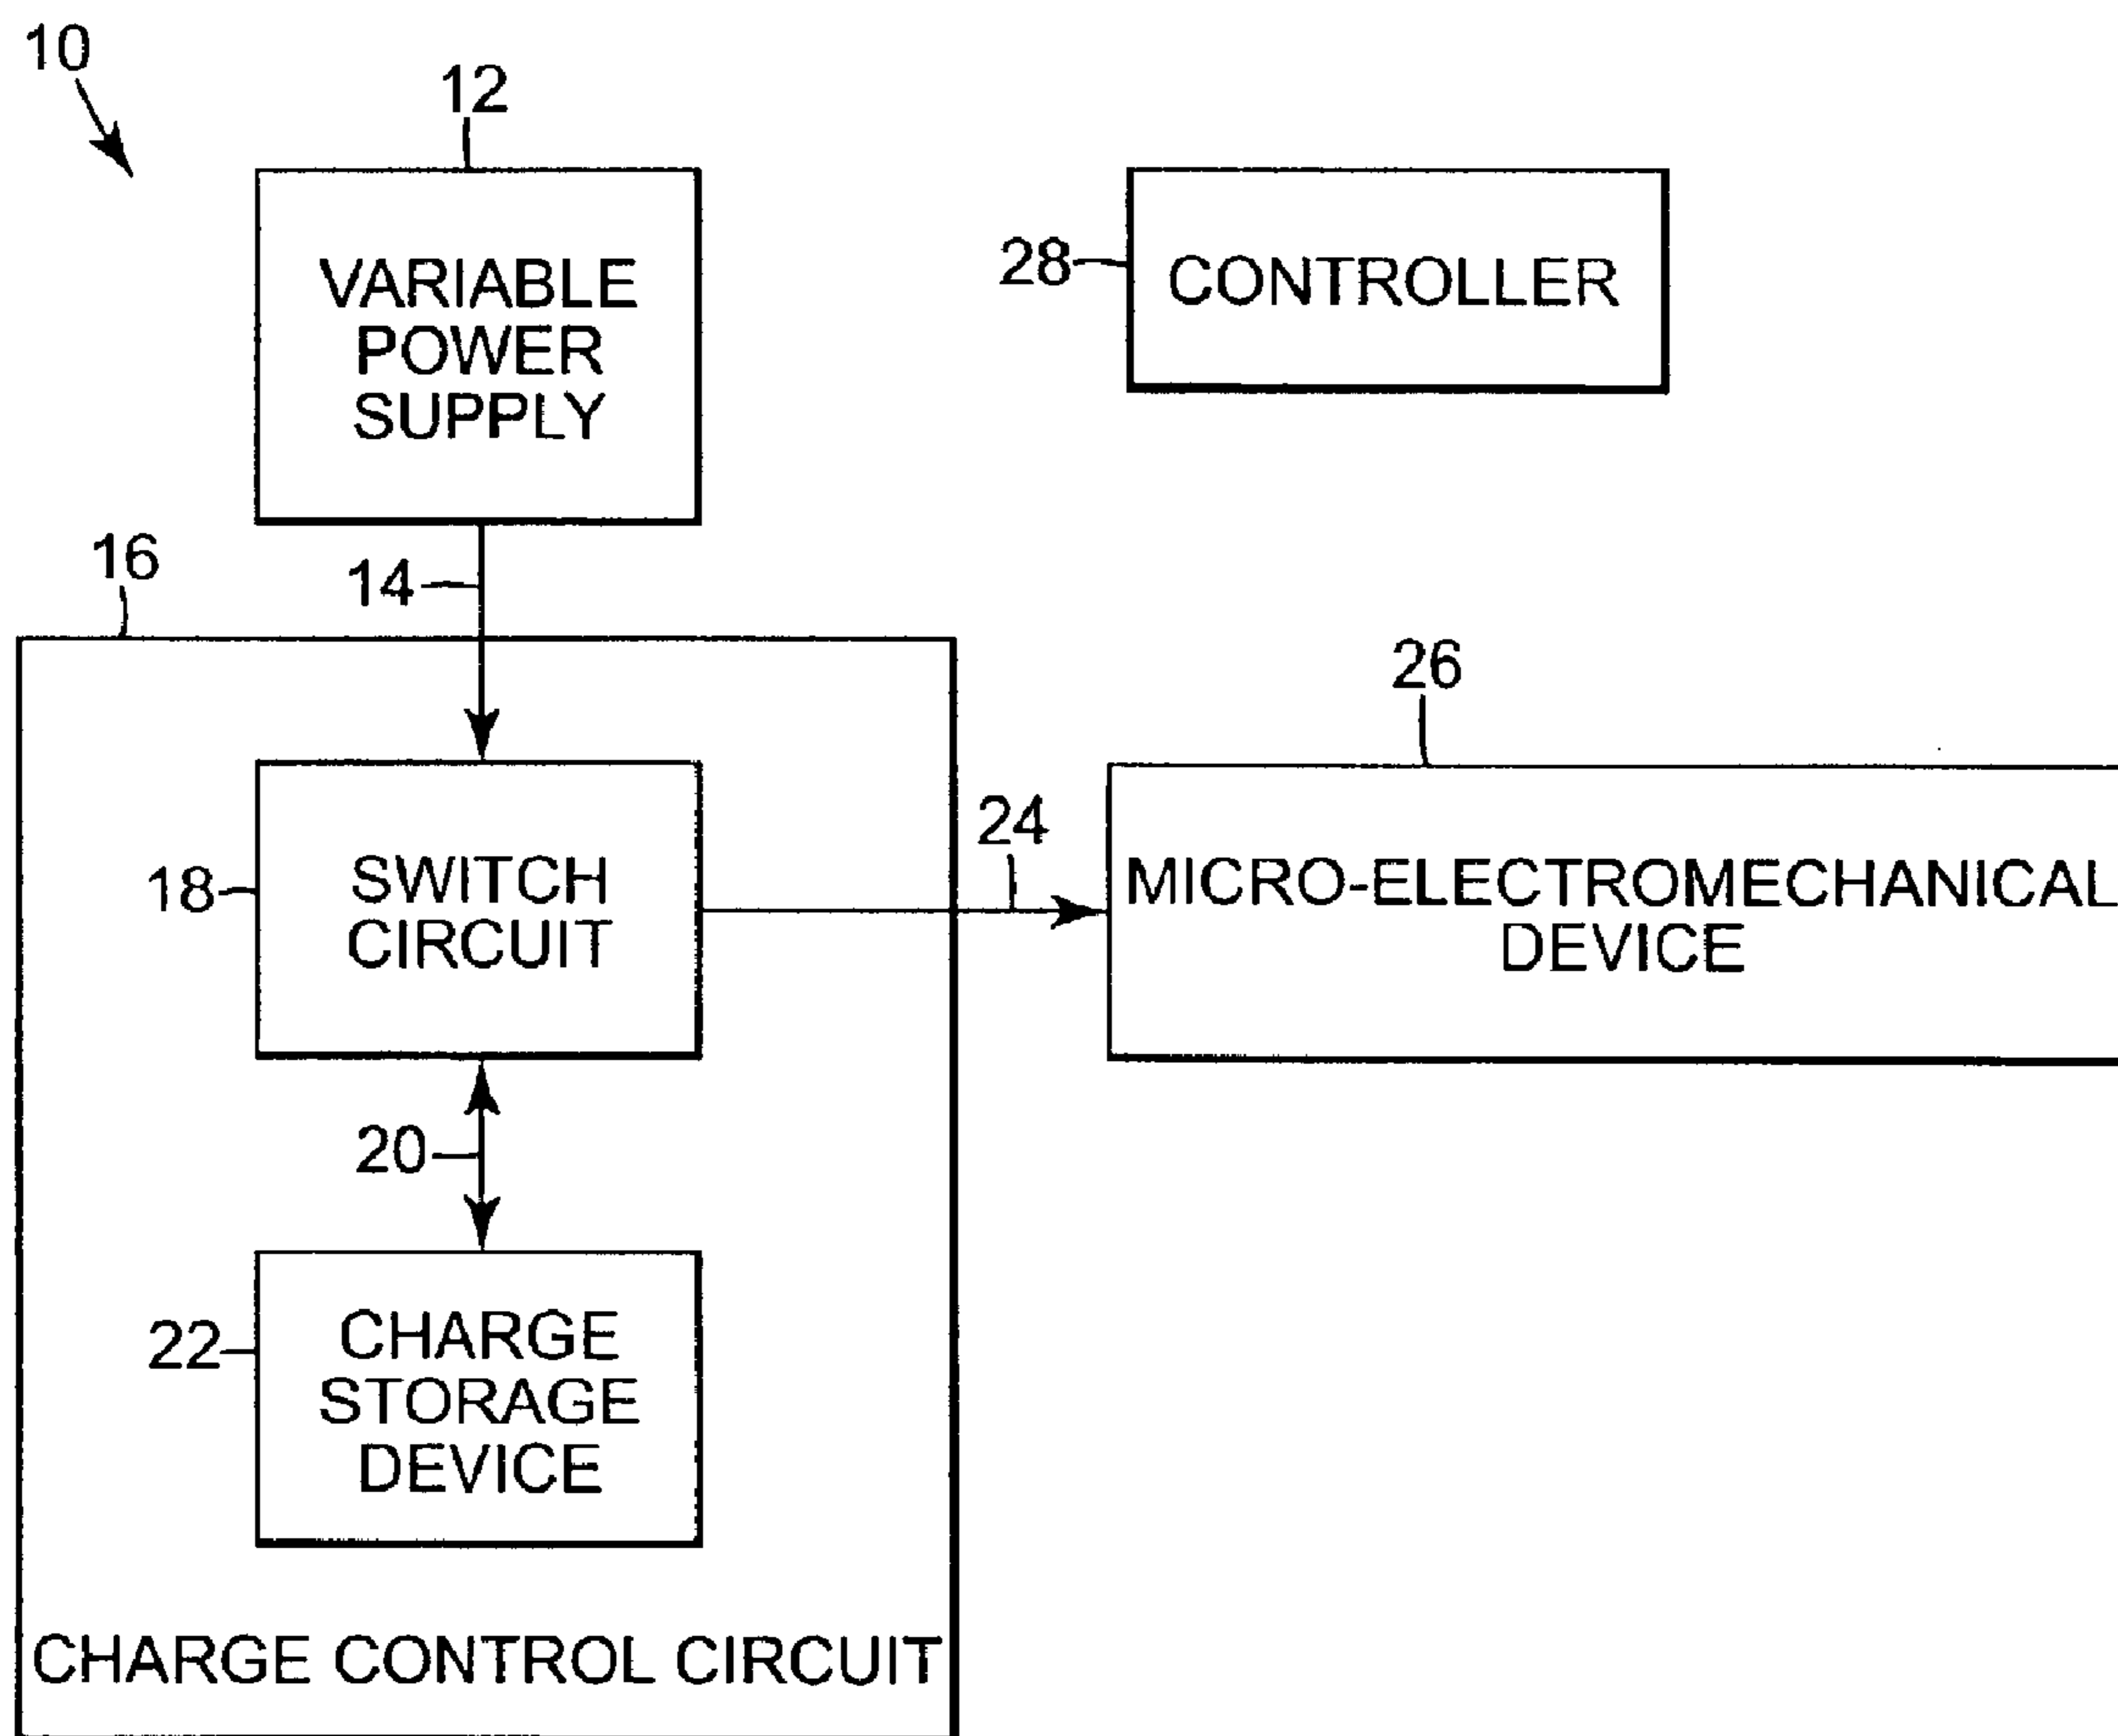 10
12
VARIABLE
POWER
SUPPLY
28
CONTROLLER
16
14
26
18
SWITCH
CIRCUIT
24
MICRO-ELECTROMECHANICAL
DEVICE
20
22
CHARGE
STORAGE
DEVICE
CHARGE CONTROL CIRCUIT